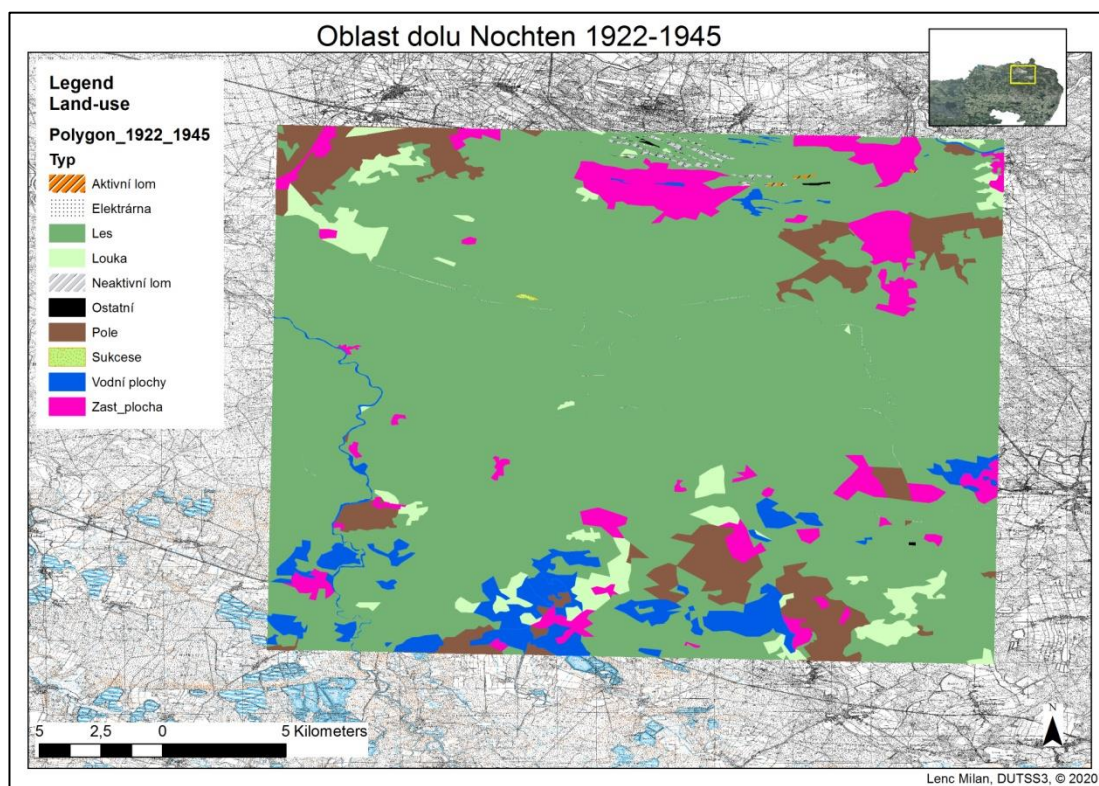 Oblast dolu Nochten 1922-1945
Legend
Land-use
Polygon_1922_1945
Typ
Aktivní lom
Elektrárna
Les
Louka
Neaktivní lom
Ostatní
Pole
Sukcese
Vodní plochy
Zast_plocha
5 2,5 0 5 Kilometers
N
Lenc Milan, DUTSS3, © 2020